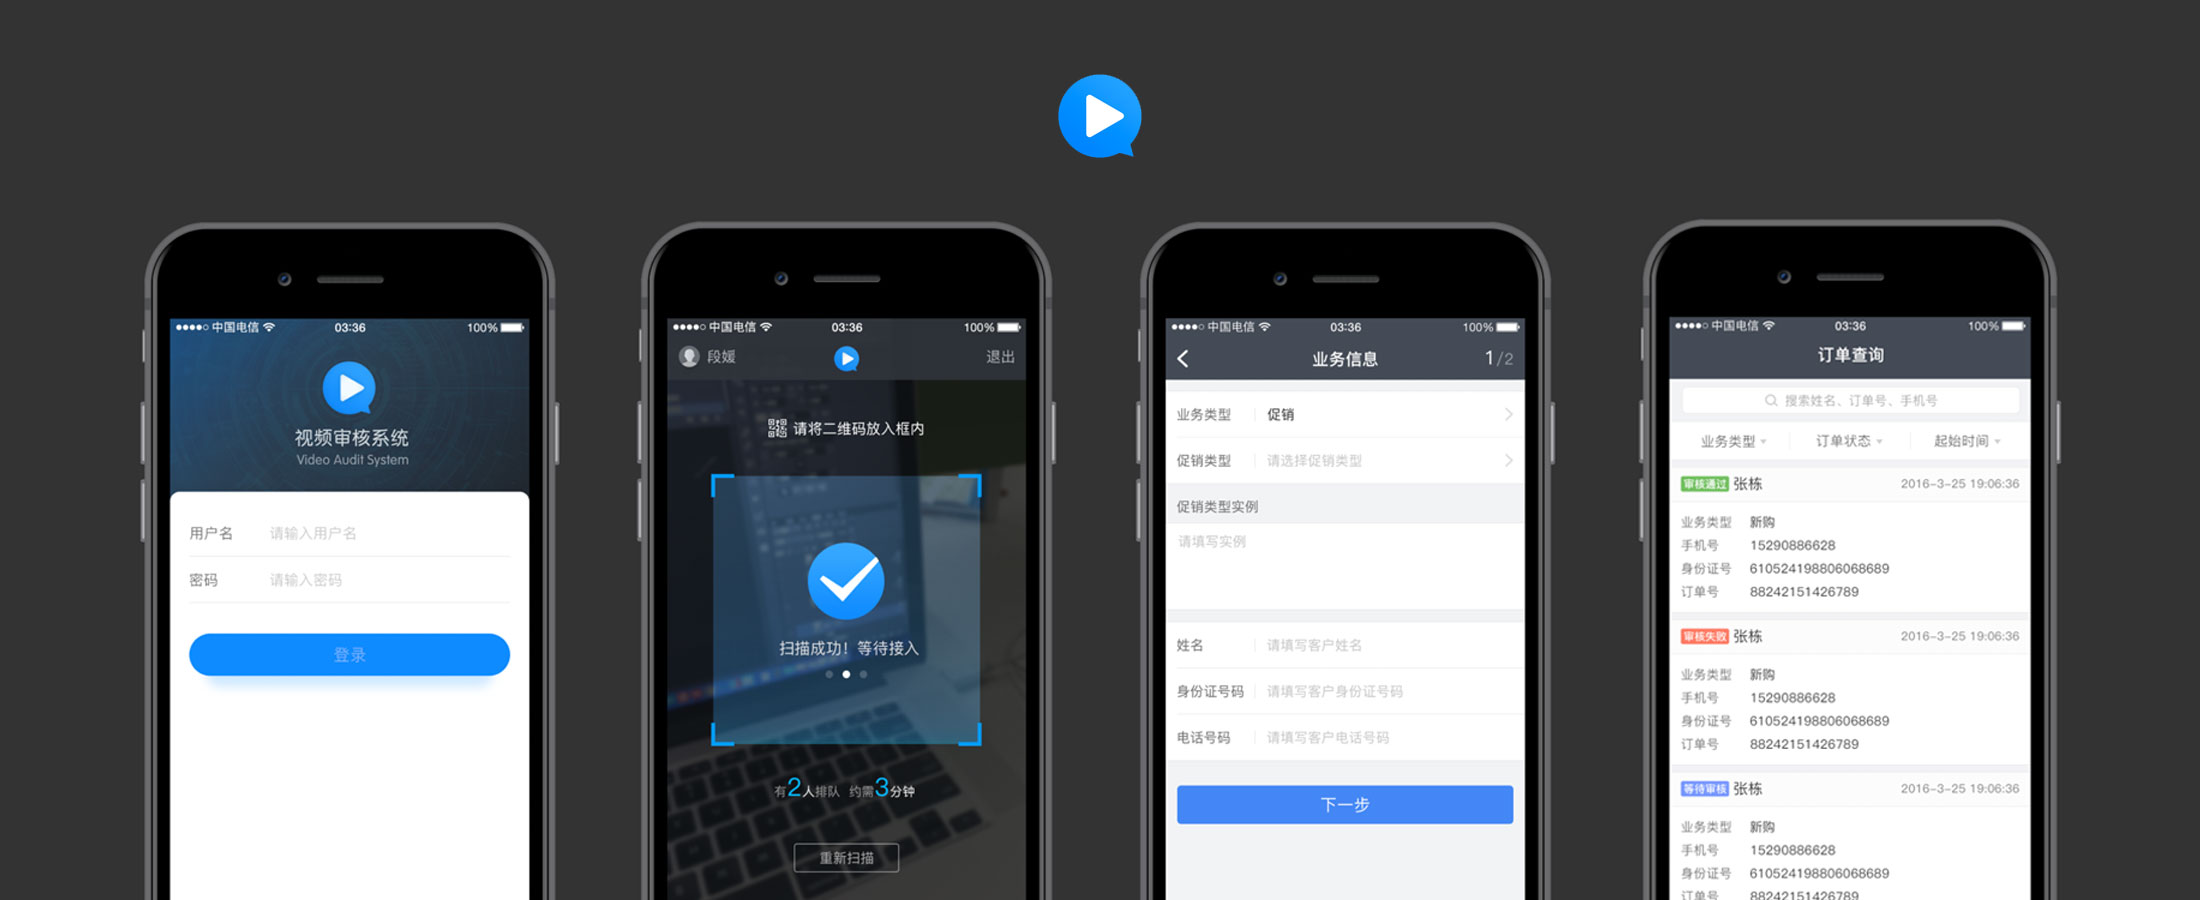 中国电信 03:36 100%
视频审核系统
Video Audit System
用户名 请输入用户名
密码 请输入密码
登录
中国电信 03:36 100%
段媛 退出
请将二维码放入框内
扫描成功！等待接入
有2人排队 约需3分钟
重新扫描
中国电信 03:36 100%
业务信息 1/2
业务类型 促销
促销类型 请选择促销类型
促销类型实例
请填写实例
姓名 请填写客户姓名
身份证号码 请填写客户身份证号码
电话号码 请填写客户电话号码
下一步
中国电信 03:36 100%
订单查询
搜索姓名、订单号、手机号
业务类型 订单状态 起始时间
审核通过 张栋 2016-3-25 19:06:36
业务类型 新购
手机号 15290886628
身份证号 610524198806068689
订单号 88242151426789
审核失败 张栋 2016-3-25 19:06:36
业务类型 新购
手机号 15290886628
身份证号 610524198806068689
订单号 88242151426789
等待审核 张栋 2016-3-25 19:06:36
业务类型 新购
手机号 15290886628
身份证号 610524198806068689
订单号 88242151426789